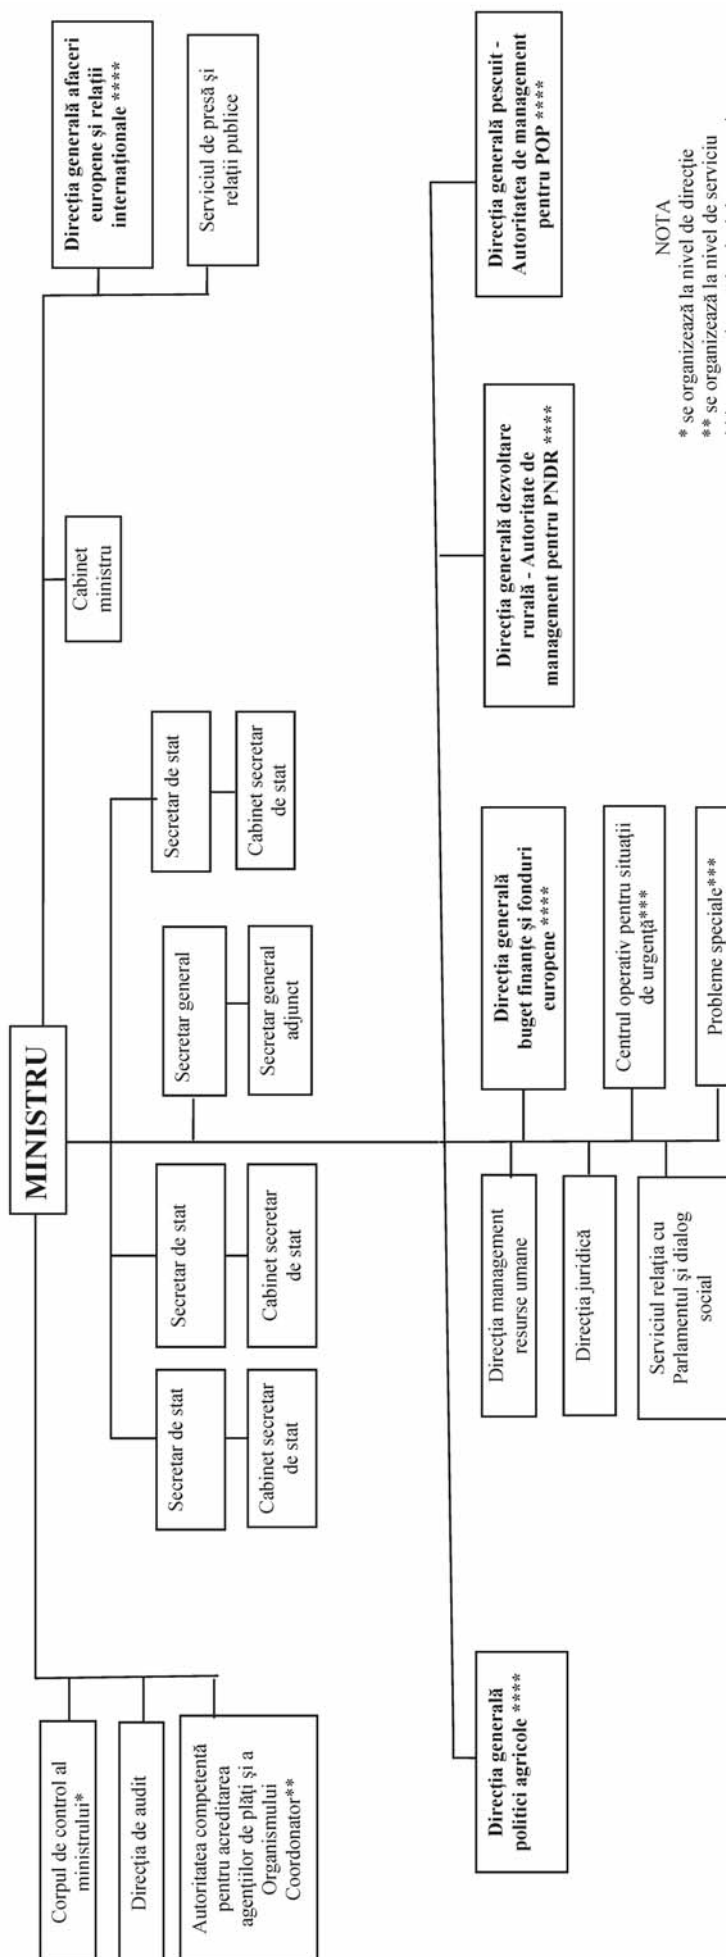 MINISTRU
Corpul de control al
ministrului*
Direcția de audit
Autoritatea competentă
pentru acreditarea
agențiilor de plăți și a
Organismului
Coordonator**
Secretar de stat
Cabinet secretar
de stat
Secretar de stat
Cabinet secretar
de stat
Secretar general
Secretar general
adjunct
Secretar de stat
Cabinet secretar
de stat
Cabinet
ministru
Direcția generală afaceri
europene și relații
internaționale ****
Serviciul de presă și
relații publice
Direcția generală
politici agricole ****
Direcția management
resurse umane
Direcția juridică
Serviciul relația cu
Parlamentul și dialog
social
Direcția generală
buget finanțe și fonduri
europene ****
Centrul operativ pentru situații
de urgență***
Probleme speciale***
Direcția generală dezvoltare
rurală - Autoritate de
management pentru PNDR ****
Direcția generală pescuit -
Autoritatea de management
pentru POP ****
NOTA
* se organizează la nivel de direcție
** se organizează la nivel de serviciu